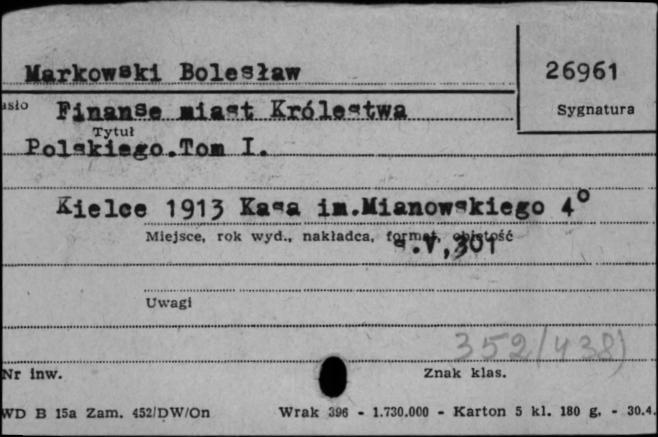 Markowski Bolesław
26961
asło Finanse miast Królestwa
Sygnatura
Tytuł
Polskiego.Tom I.
Kielce 1913 Kasa im.Mianowskiego 4°
Miejsce, rok wyd., nakładca, format, objętość
s.V,301
Uwagi
352/438)
Nr inw.
Znak klas.
WD B 15a Zam. 452/DW/On Wrak 396 - 1.730.000 - Karton 5 kl. 180 g. - 30.4.